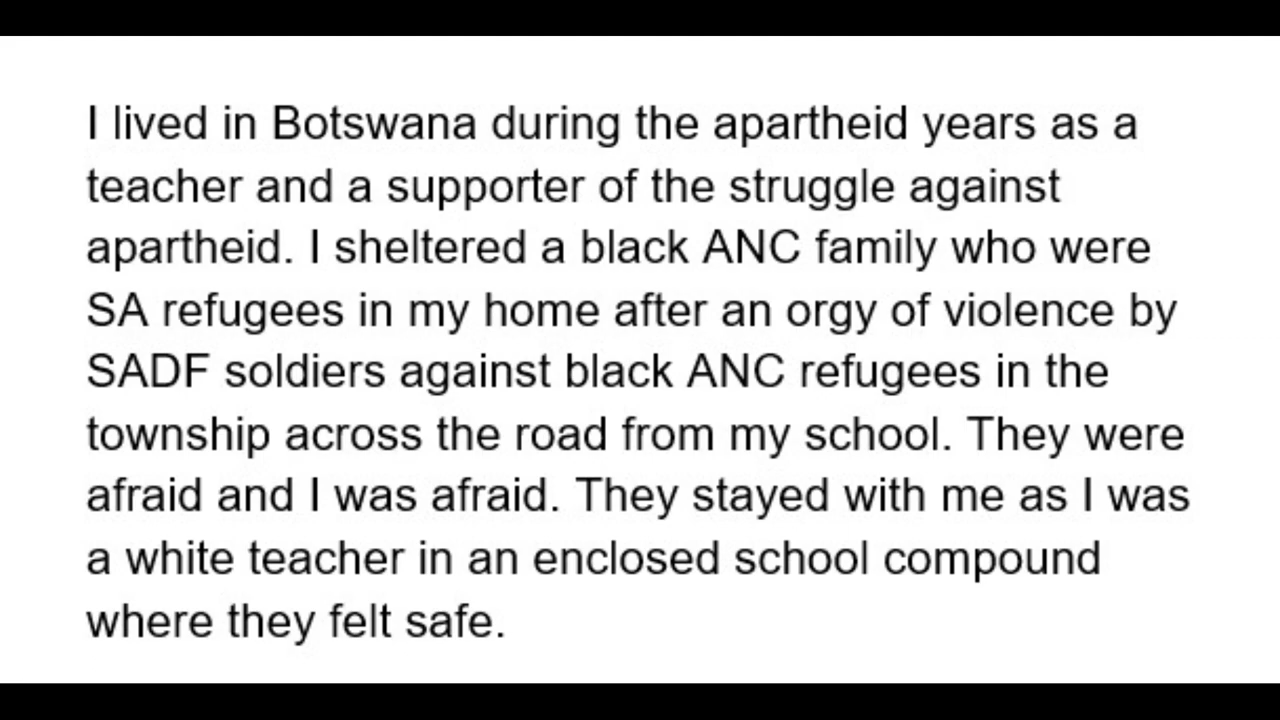 I lived in Botswana during the apartheid years as a
teacher and a supporter of the struggle against
apartheid. I sheltered a black ANC family who were
SA refugees in my home after an orgy of violence by
SADF soldiers against black ANC refugees in the
township across the road from my school. They were
afraid and I was afraid. They stayed with me as I was
a white teacher in an enclosed school compound
where they felt safe.